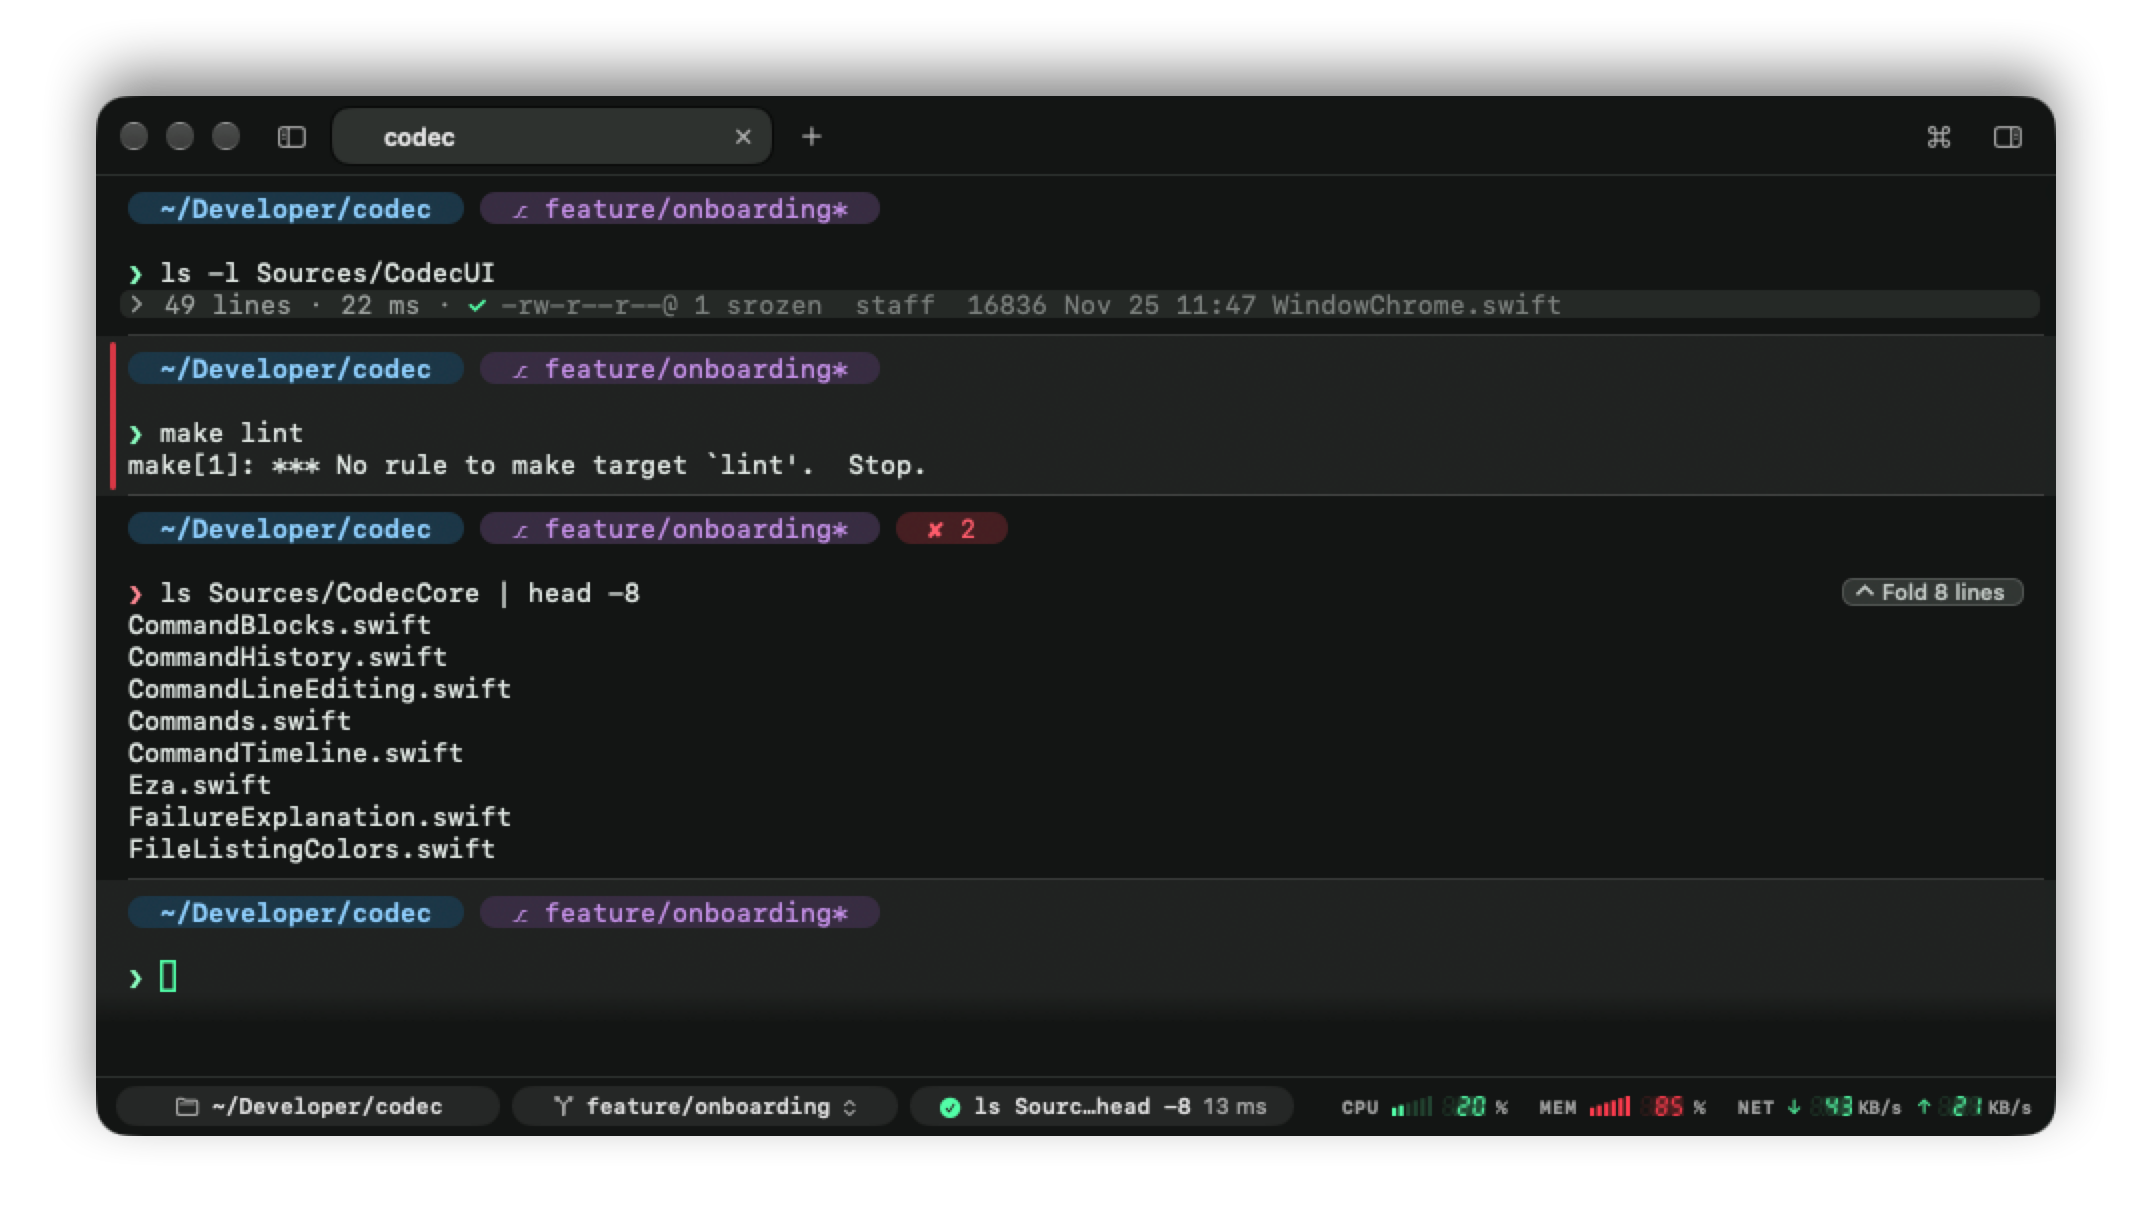 codec
~/Developer/codec feature/onboarding*
❯ ls -l Sources/CodecUI
> 49 lines · 22 ms · ✓ -rw-r--r--@ 1 srozen  staff  16836 Nov 25 11:47 WindowChrome.swift
~/Developer/codec feature/onboarding*
❯ make lint
make[1]: *** No rule to make target `lint'.  Stop.
~/Developer/codec feature/onboarding* ✘ 2
❯ ls Sources/CodecCore | head -8 Fold 8 lines
CommandBlocks.swift
CommandHistory.swift
CommandLineEditing.swift
Commands.swift
CommandTimeline.swift
Eza.swift
FailureExplanation.swift
FileListingColors.swift
~/Developer/codec feature/onboarding*
❯
~/Developer/codec feature/onboarding ls Sourc…head -8 13 ms CPU 20 % MEM 85 % NET ↓ 43 KB/s ↑ 21 KB/s